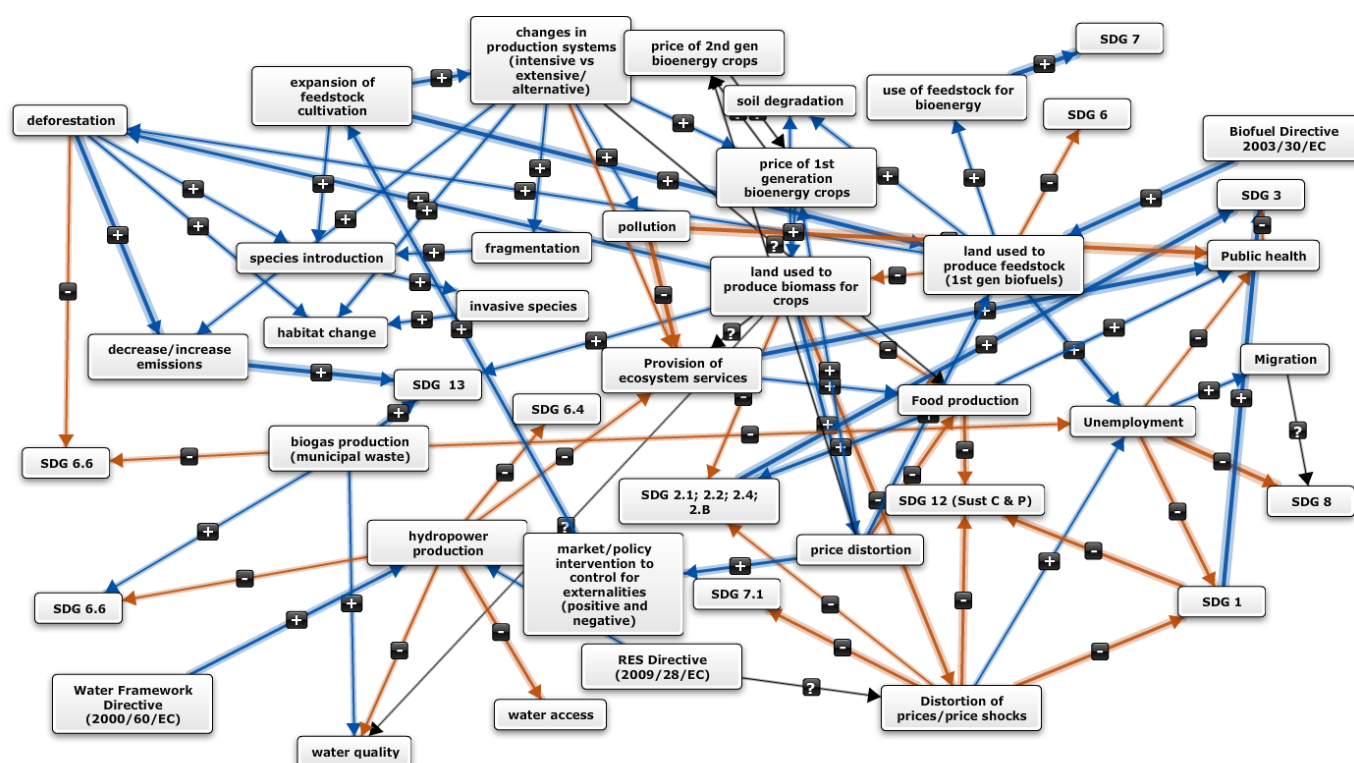 changes in
production systems
(intensive vs
extensive/
alternative)
price of 2nd gen
bioenergy crops
SDG 7
expansion of
feedstock
cultivation
soil degradation
use of feedstock for
bioenergy
deforestation
SDG 6
Biofuel Directive
2003/30/EC
price of 1st
generation
bioenergy crops
SDG 3
pollution
species introduction
fragmentation
land used to
produce biomass for
crops
land used to
produce feedstock
(1st gen biofuels)
Public health
invasive species
habitat change
decrease/increase
emissions
SDG 13
Provision of
ecosystem services
Migration
SDG 6.4
Food production
Unemployment
biogas production
(municipal waste)
SDG 6.6
SDG 2.1; 2.2; 2.4;
2.B
SDG 12 (Sust C & P)
SDG 8
hydropower
production
market/policy
intervention to
control for
externalities
(positive and
negative)
price distortion
SDG 7.1
SDG 6.6
SDG 1
RES Directive
(2009/28/EC)
Water Framework
Directive
(2000/60/EC)
water access
Distortion of
prices/price shocks
water quality